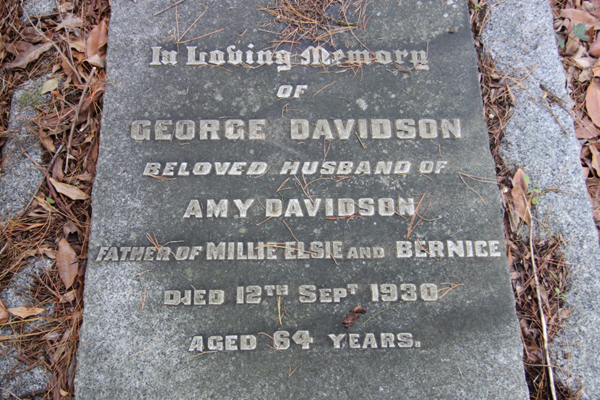 In Loving Memory
OF
GEORGE DAVIDSON
BELOVED HUSBAND OF
AMY DAVIDSON
FATHER OF MILLIE ELSIE AND BERNICE
DIED 12TH SEPT 1930
AGED 64 YEARS.